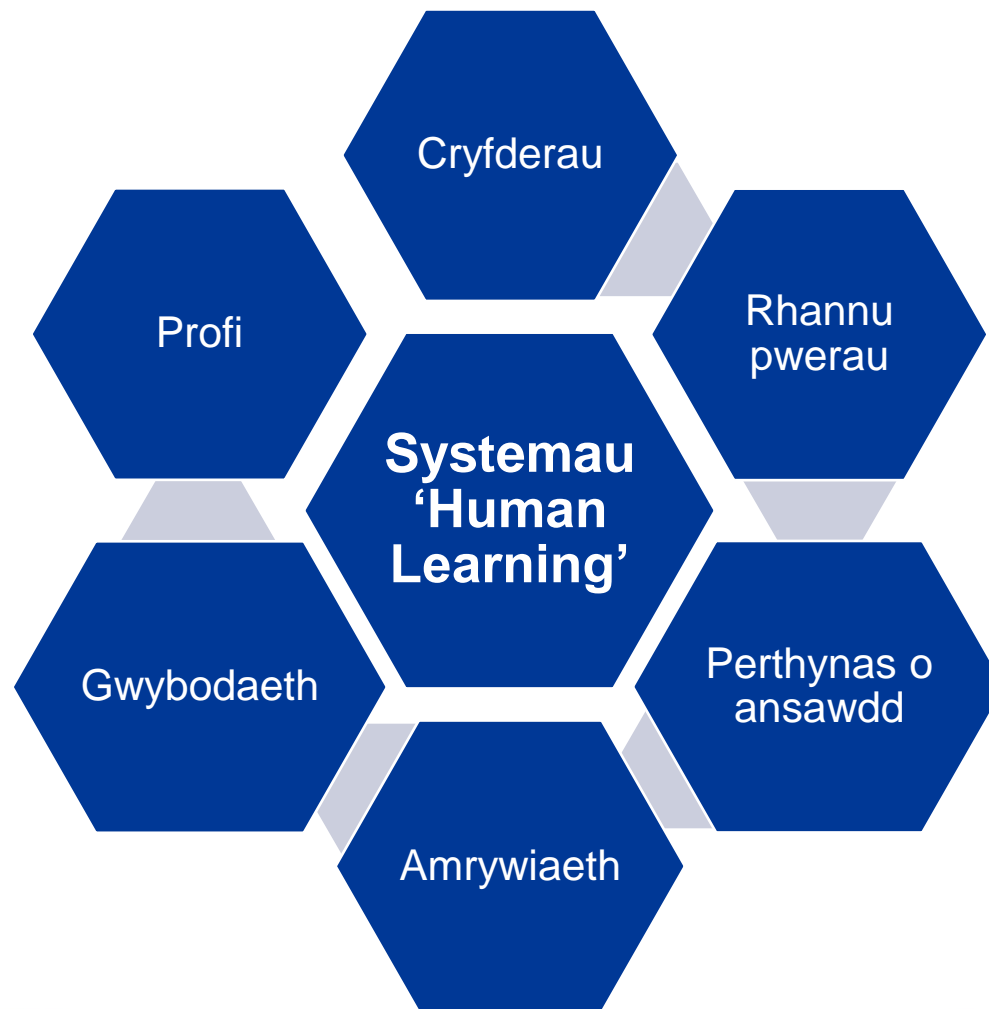 Cryfderau
Rhannu
pwerau
Perthynas o
ansawdd
Amrywiaeth
Gwybodaeth
Profi
Systemau
‘Human
Learning’